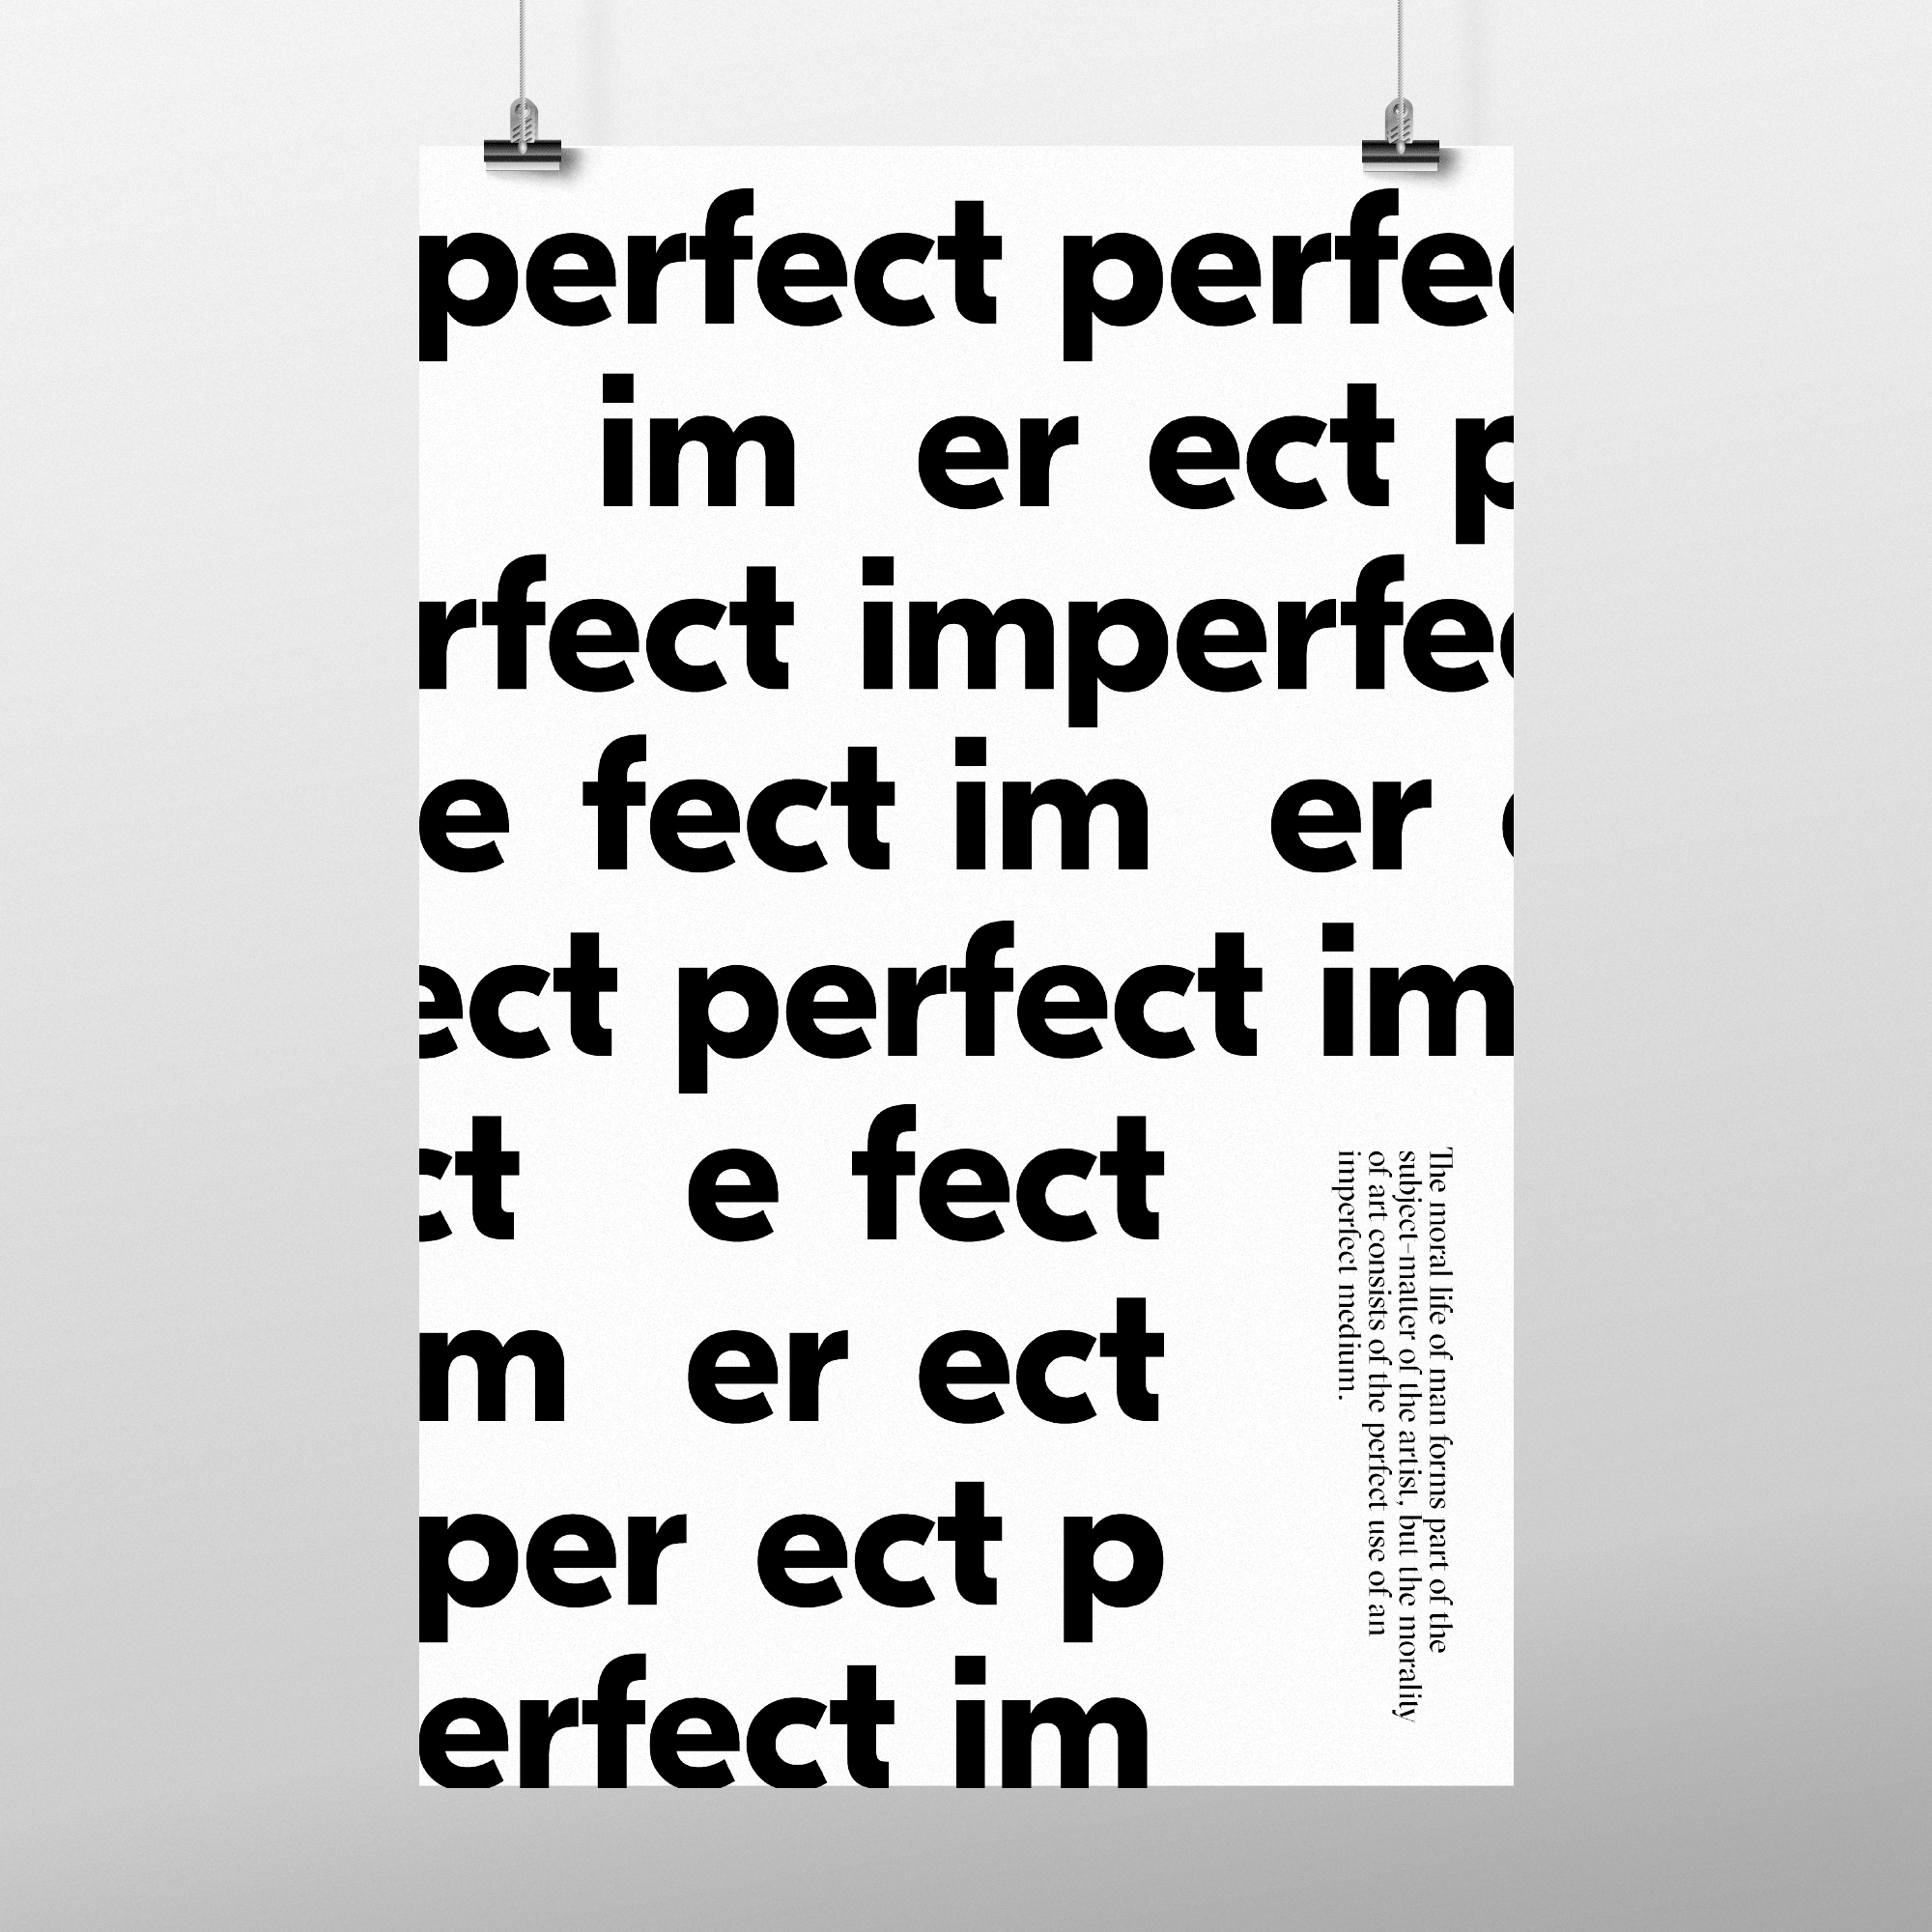 perfect perfec
im er ect p
rfect imperfec
e fect im er c
ect perfect im
ct e fect
m er ect
per ect p
erfect im
The moral life of man forms part of the
subject-matter of the artist, but the morality
of art consists of the perfect use of an
imperfect medium.